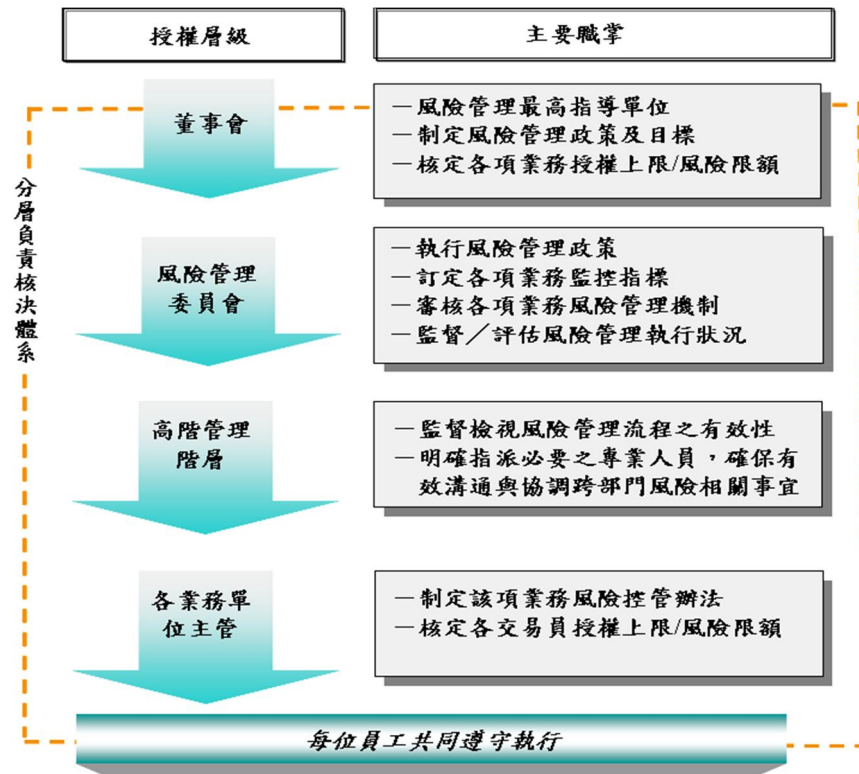 授權層級
主要職掌
分層負責核決體系
董事會
－風險管理最高指導單位
－制定風險管理政策及目標
－核定各項業務授權上限/風險限額
風險管理
委員會
－執行風險管理政策
－訂定各項業務監控指標
－審核各項業務風險管理機制
－監督／評估風險管理執行狀況
高階管理
階層
－監督檢視風險管理流程之有效性
－明確指派必要之專業人員，確保有
效溝通與協調跨部門風險相關事宜
各業務單
位主管
－制定該項業務風險控管辦法
－核定各交易員授權上限/風險限額
每位員工共同遵守執行